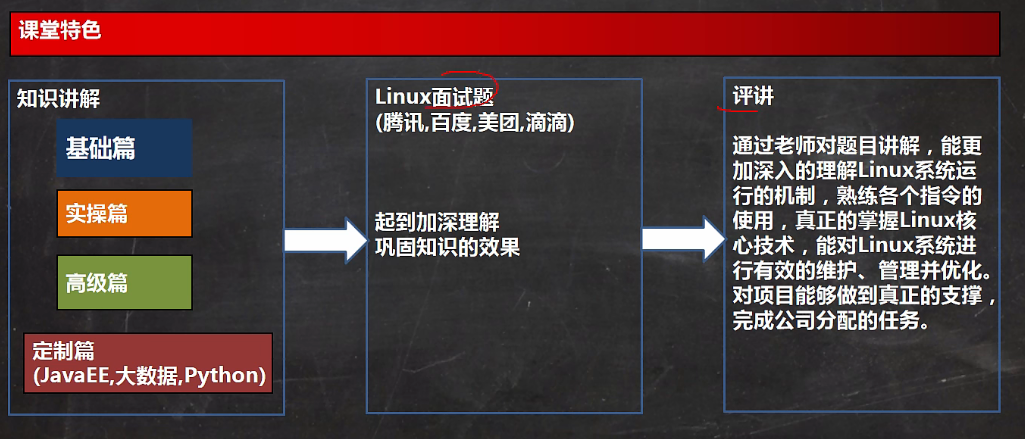 课堂特色
知识讲解
基础篇
实操篇
高级篇
定制篇
(JavaEE,大数据,Python)
Linux面试题
(腾讯,百度,美团,滴滴)
起到加深理解
巩固知识的效果
评讲
通过老师对题目讲解，能更
加深入的理解Linux系统运
行的机制，熟练各个指令的
使用，真正的掌握Linux核
心技术，能对Linux系统进
行有效的维护、管理并优化。
对项目能够做到真正的支撑，
完成公司分配的任务。